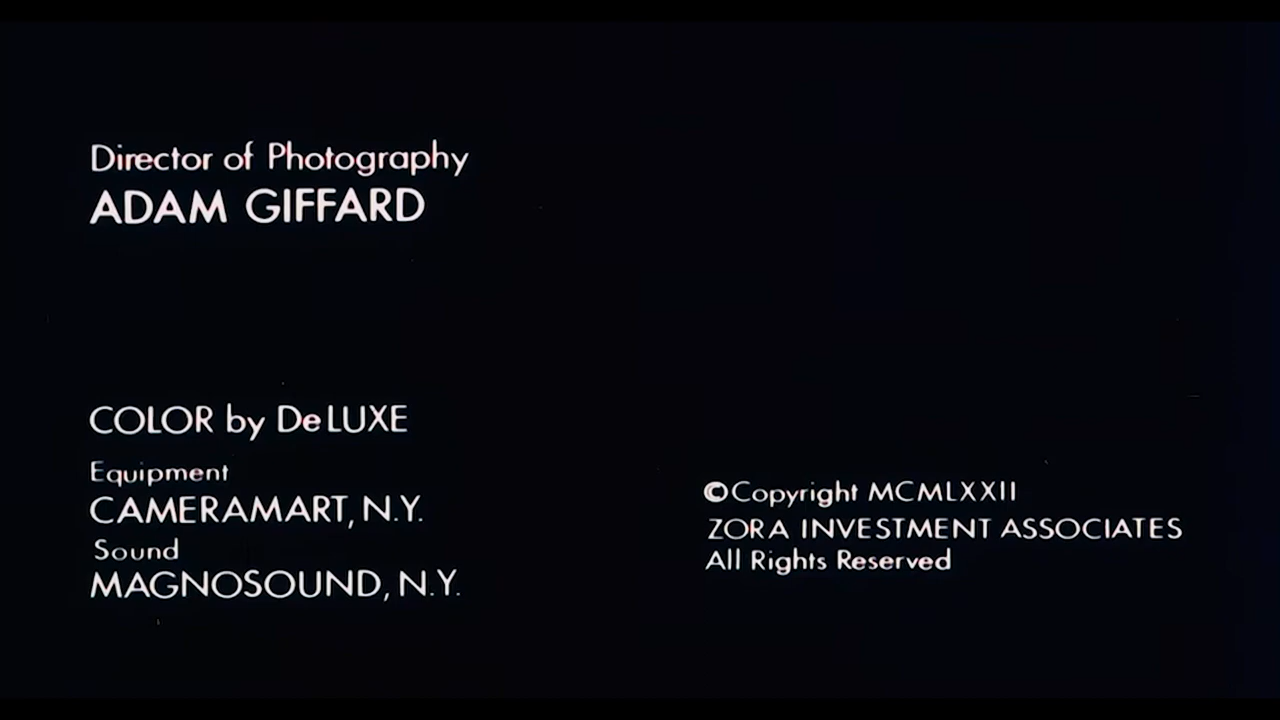 Director of Photography
ADAM GIFFARD
COLOR by DeLUXE
Equipment
CAMERAMART, N.Y.
Sound
MAGNOSOUND, N.Y.
©Copyright MCMLXXII
ZORA INVESTMENT ASSOCIATES
All Rights Reserved